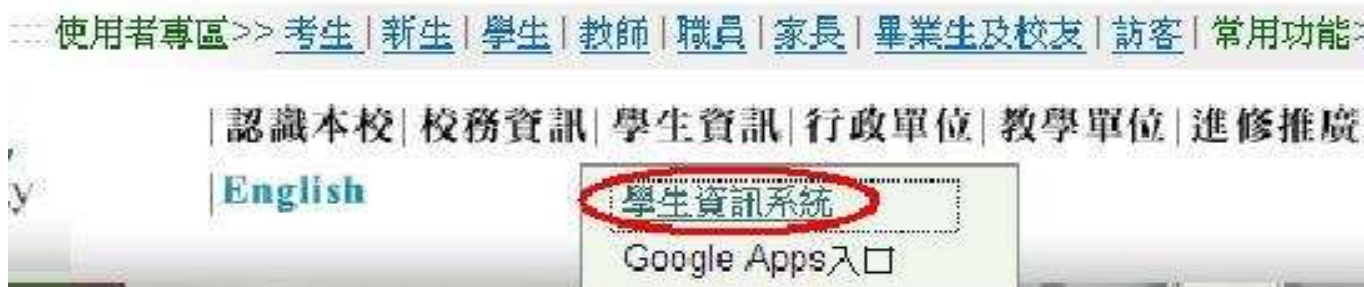 使用者專區>> 考生 | 新生 | 學生 | 教師 | 職員 | 家長 | 畢業生及校友 | 訪客 | 常用功能
| 認識本校 | 校務資訊 | 學生資訊 | 行政單位 | 教學單位 | 進修推廣
y | English
學生資訊系統
Google Apps入口